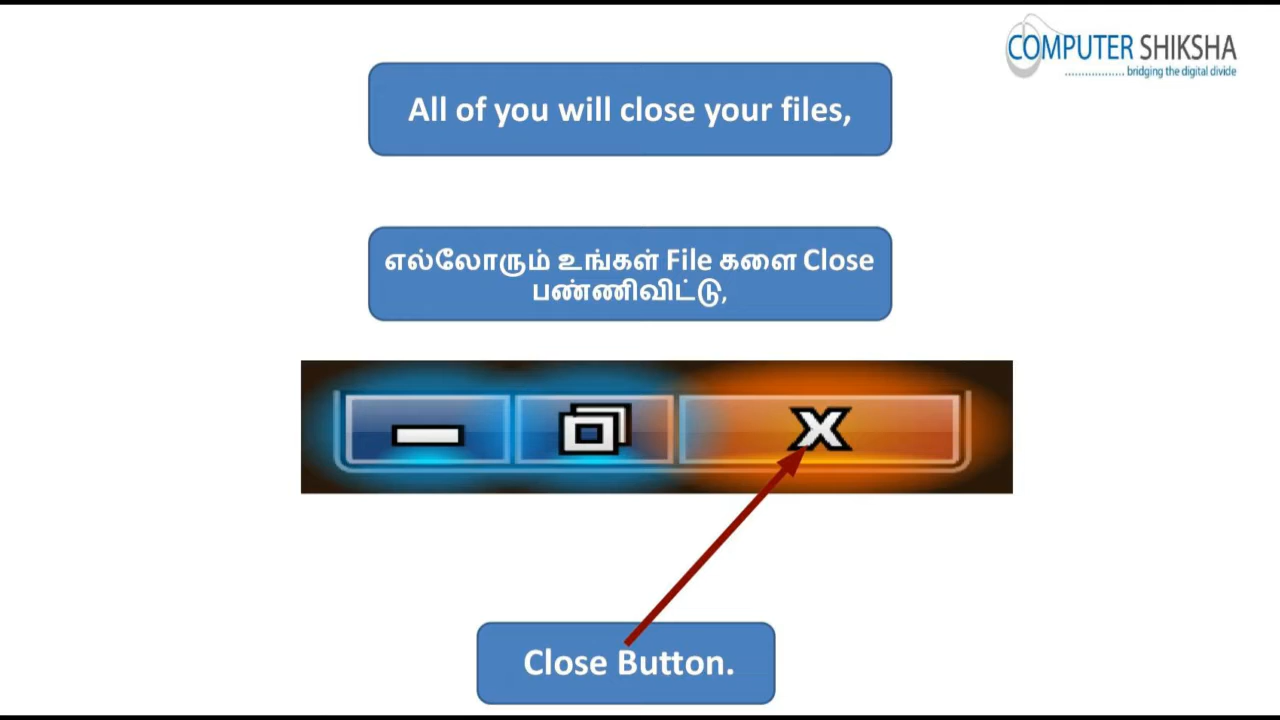 COMPUTER SHIKSHA
bridging the digital divide
All of you will close your files,
எல்லோரும் உங்கள் File களை Close
பண்ணிவிட்டு,
Close Button.